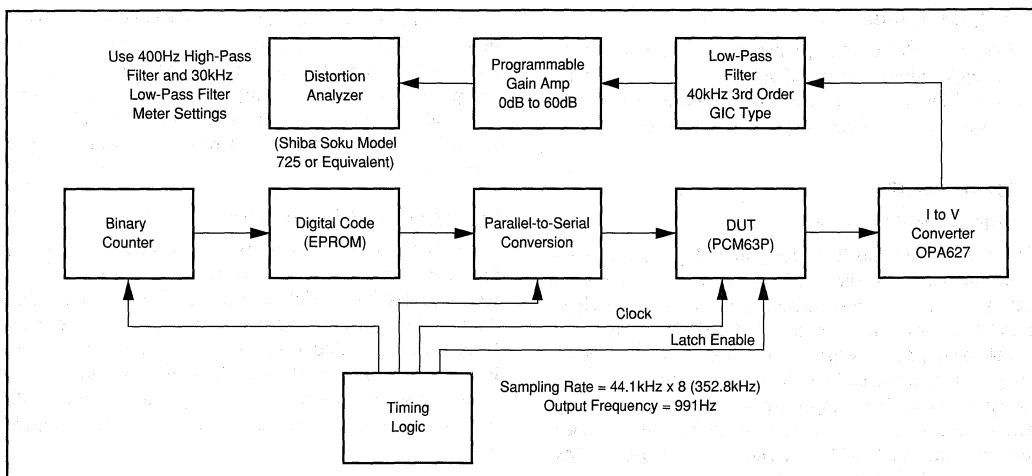 Use 400Hz High-Pass
Filter and 30kHz
Low-Pass Filter
Meter Settings
Distortion
Analyzer
(Shiba Soku Model
725 or Equivalent)
Programmable
Gain Amp
0dB to 60dB
Low-Pass
Filter
40kHz 3rd Order
GIC Type
Binary
Counter
Digital Code
(EPROM)
Parallel-to-Serial
Conversion
DUT
(PCM63P)
I to V
Converter
OPA627
Clock
Latch Enable
Timing
Logic
Sampling Rate = 44.1kHz x 8 (352.8kHz)
Output Frequency = 991Hz